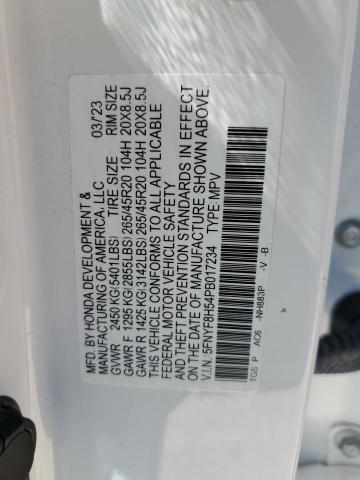 MFD. BY HONDA DEVELOPMENT & 03/23
MANUFACTURING OF AMERICA, LLC
GVWR 2450 KG(5401LBS) TIRE SIZE RIM SIZE
GAWR F 1295 KG(2855LBS)265/45R20 104H 20X8.5J
GAWR R 1425 KG(3142LBS)265/45R20 104H 20X8.5J
THIS VEHICLE CONFORMS TO ALL APPLICABLE
FEDERAL MOTOR VEHICLE SAFETY
AND THEFT PREVENTION STANDARDS IN EFFECT
ON THE DATE OF MANUFACTURE SHOWN ABOVE.
V.I.N.:5FNYF8H54PB017234 TYPE:MPV
TGS P AC6 -NH883P -V -B